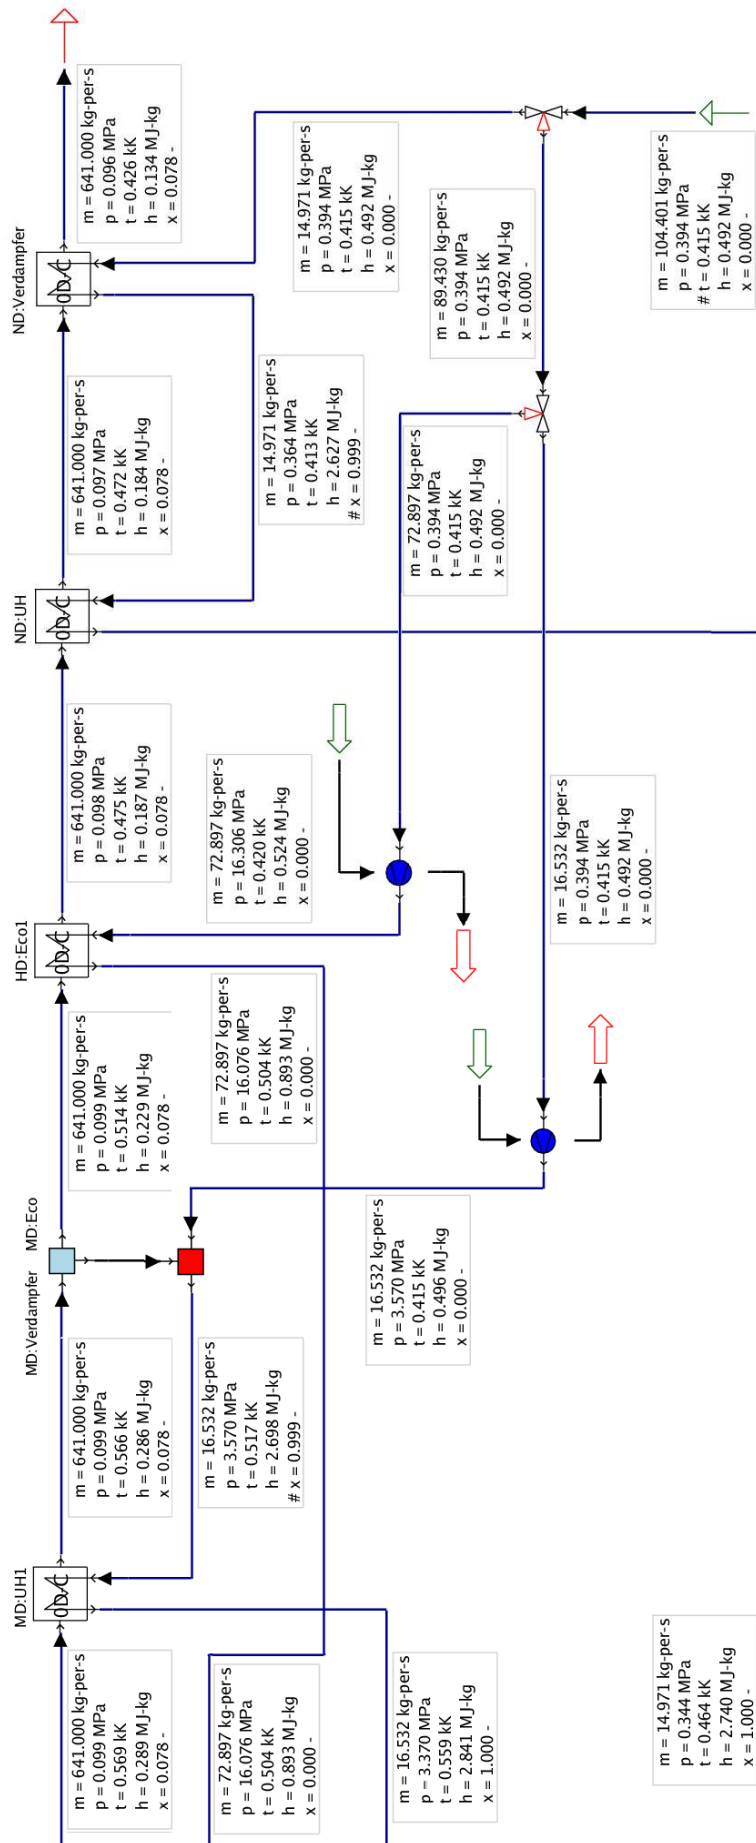 MD:UH1
0D/C
m = 641.000 kg-per-s
p = 0.099 MPa
t = 0.569 kK
h = 0.289 MJ-kg
x = 0.078 -
m = 641.000 kg-per-s
p = 0.099 MPa
t = 0.566 kK
h = 0.286 MJ-kg
x = 0.078 -
MD:Verdampfer
MD:Eco
m = 641.000 kg-per-s
p = 0.099 MPa
t = 0.514 kK
h = 0.229 MJ-kg
x = 0.078 -
HD:Eco1
0D/C
m = 641.000 kg-per-s
p = 0.098 MPa
t = 0.475 kK
h = 0.187 MJ-kg
x = 0.078 -
ND:UH
0D/C
m = 641.000 kg-per-s
p = 0.097 MPa
t = 0.472 kK
h = 0.184 MJ-kg
x = 0.078 -
ND:Verdampfer
0D/C
m = 641.000 kg-per-s
p = 0.096 MPa
t = 0.426 kK
h = 0.134 MJ-kg
x = 0.078 -
m = 72.897 kg-per-s
p = 16.076 MPa
t = 0.504 kK
h = 0.893 MJ-kg
x = 0.000 -
m = 16.532 kg-per-s
p = 3.570 MPa
t = 0.517 kK
h = 2.698 MJ-kg
# x = 0.999 -
m = 72.897 kg-per-s
p = 16.076 MPa
t = 0.504 kK
h = 0.893 MJ-kg
x = 0.000 -
m = 72.897 kg-per-s
p = 16.306 MPa
t = 0.420 kK
h = 0.524 MJ-kg
x = 0.000 -
m = 14.971 kg-per-s
p = 0.364 MPa
t = 0.413 kK
h = 2.627 MJ-kg
# x = 0.999 -
m = 14.971 kg-per-s
p = 0.394 MPa
t = 0.415 kK
h = 0.492 MJ-kg
x = 0.000 -
m = 16.532 kg-per-s
p = 3.370 MPa
t = 0.559 kK
h = 2.841 MJ-kg
x = 1.000 -
m = 16.532 kg-per-s
p = 3.570 MPa
t = 0.415 kK
h = 0.496 MJ-kg
x = 0.000 -
m = 72.897 kg-per-s
p = 0.394 MPa
t = 0.415 kK
h = 0.492 MJ-kg
x = 0.000 -
m = 89.430 kg-per-s
p = 0.394 MPa
t = 0.415 kK
h = 0.492 MJ-kg
x = 0.000 -
m = 16.532 kg-per-s
p = 0.394 MPa
t = 0.415 kK
h = 0.492 MJ-kg
x = 0.000 -
m = 14.971 kg-per-s
p = 0.344 MPa
t = 0.464 kK
h = 2.740 MJ-kg
x = 1.000 -
m = 104.401 kg-per-s
p = 0.394 MPa
# t = 0.415 kK
h = 0.492 MJ-kg
x = 0.000 -